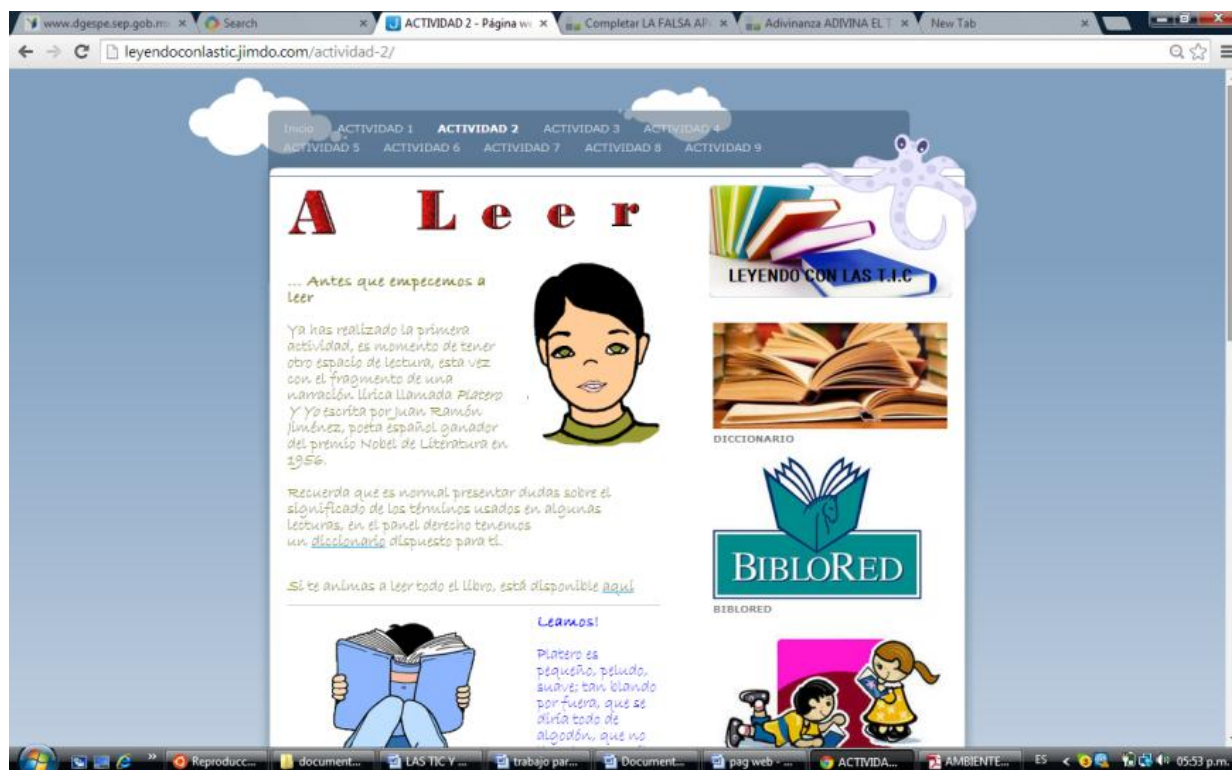 www.dgespe.sep.gob.m
Search
ACTIVIDAD 2 - Página w
Completar LA FALSA AP
Adivinanza ADIVINA EL T
New Tab
leyendoconlastic.jimdo.com/actividad-2/
Inicio ACTIVIDAD 1 ACTIVIDAD 2 ACTIVIDAD 3 ACTIVIDAD 4
ACTIVIDAD 5 ACTIVIDAD 6 ACTIVIDAD 7 ACTIVIDAD 8 ACTIVIDAD 9
A Leer
... Antes que empecemos a
leer
Ya has realizado la primera
actividad, es momento de tener
otro espacio de lectura, esta vez
con el fragmento de una
narración lírica llamada Platero
Y Yo escrita por Juan Ramón
Jiménez, poeta español ganador
del premio Nobel de Literatura en
1956.
Recuerda que es normal presentar dudas sobre el
significado de los términos usados en algunas
lecturas, en el panel derecho tenemos
un diccionario dispuesto para ti.
Si te animas a leer todo el libro, está disponible aquí
Leamos!
Platero es
pequeño, peludo,
suave; tan blando
por fuera, que se
diría todo de
algodón, que no
LEYENDO CON LAS T.I.C
DICCIONARIO
BIBLORED
BIBLORED
Reproducc...
document...
LAS TIC Y ...
trabajo par...
Document...
pag web - ...
ACTIVIDA...
AMBIENTE...
ES
05:53 p.m.